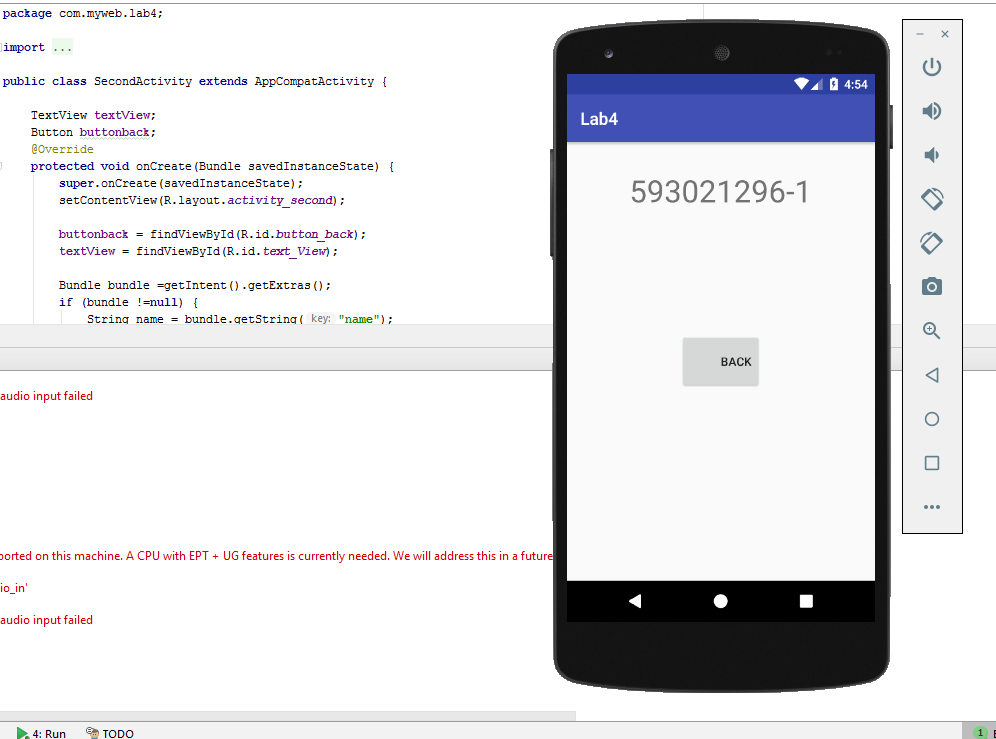 package com.myweb.lab4;
import ...
public class SecondActivity extends AppCompatActivity {
TextView textView;
Button buttonback;
@Override
protected void onCreate(Bundle savedInstanceState) {
super.onCreate(savedInstanceState);
setContentView(R.layout.activity_second);
buttonback = findViewById(R.id.button_back);
textView = findViewById(R.id.text_View);
Bundle bundle =getIntent().getExtras();
if (bundle !=null) {
String name = bundle.getString( key: "name");
audio input failed
ported on this machine. A CPU with EPT + UG features is currently needed. We will address this in a future
io_in'
audio input failed
4: Run TODO
4:54
Lab4
593021296-1
BACK
1 E